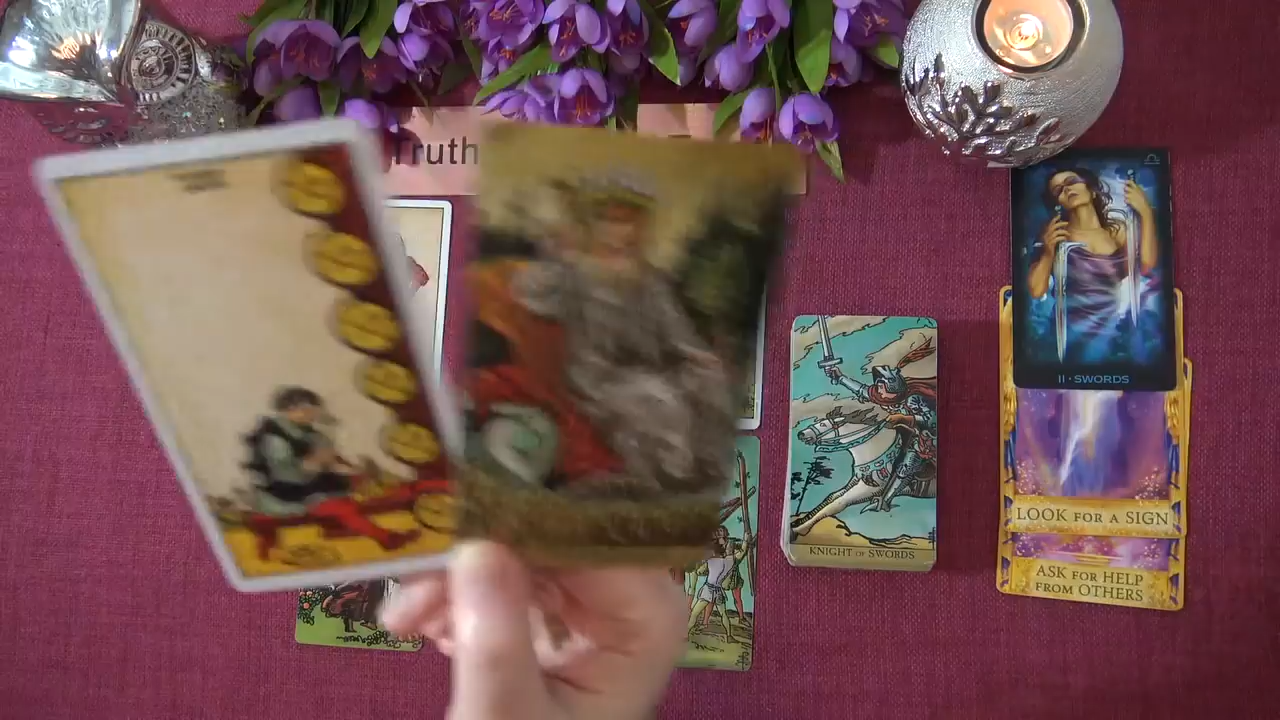 Truth
II · SWORDS
KNIGHT OF SWORDS
LOOK FOR A SIGN
ASK FOR HELP
FROM OTHERS